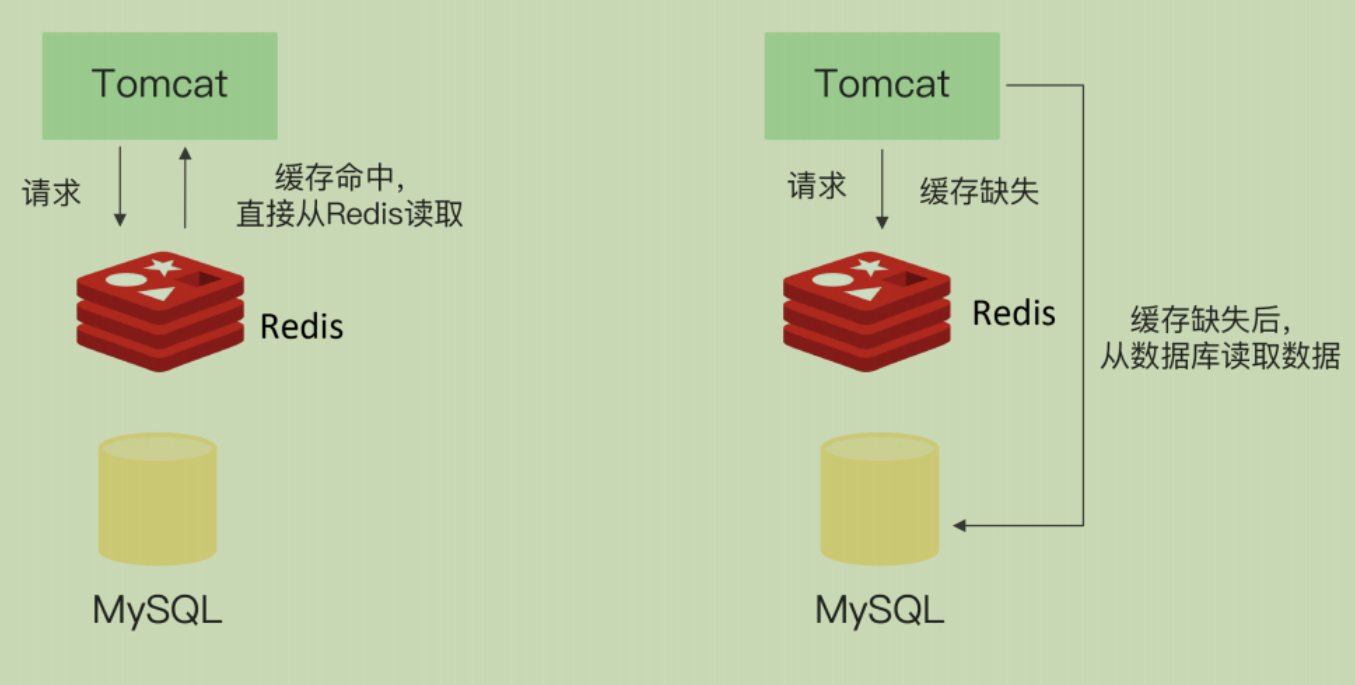 Tomcat
请求
缓存命中,
直接从Redis读取
Redis
MySQL
Tomcat
请求
缓存缺失
Redis
缓存缺失后,
从数据库读取数据
MySQL